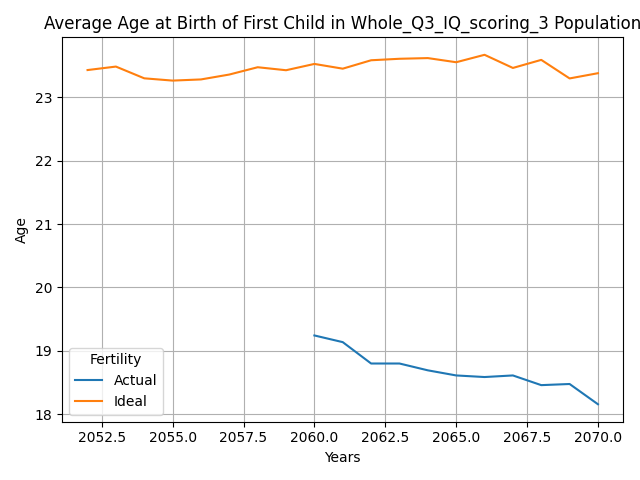 Average Age at Birth of First Child in Whole_Q3_IQ_scoring_3 Population
Age
23
22
21
20
19
18
Fertility
Actual
Ideal
2052.5 2055.0 2057.5 2060.0 2062.5 2065.0 2067.5 2070.0
Years